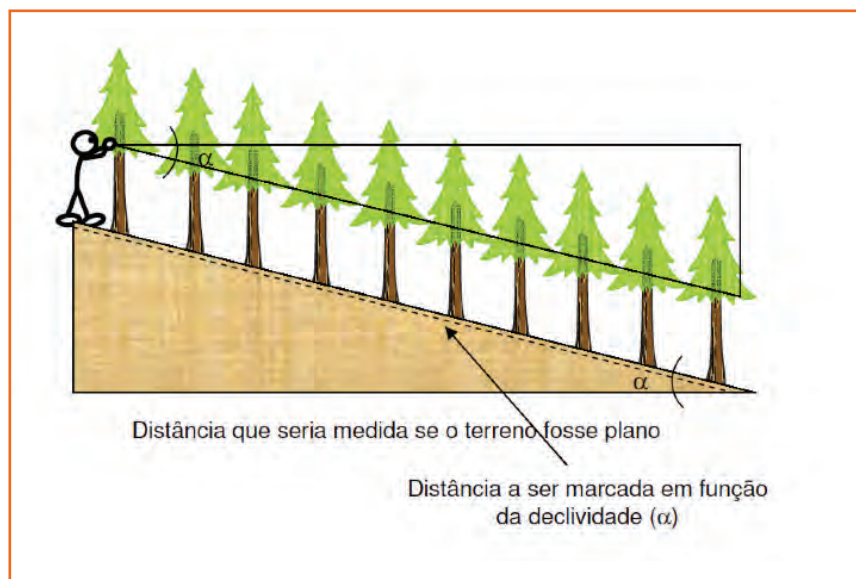 α
α
Distância que seria medida se o terreno fosse plano
Distância a ser marcada em função
da declividade (α)